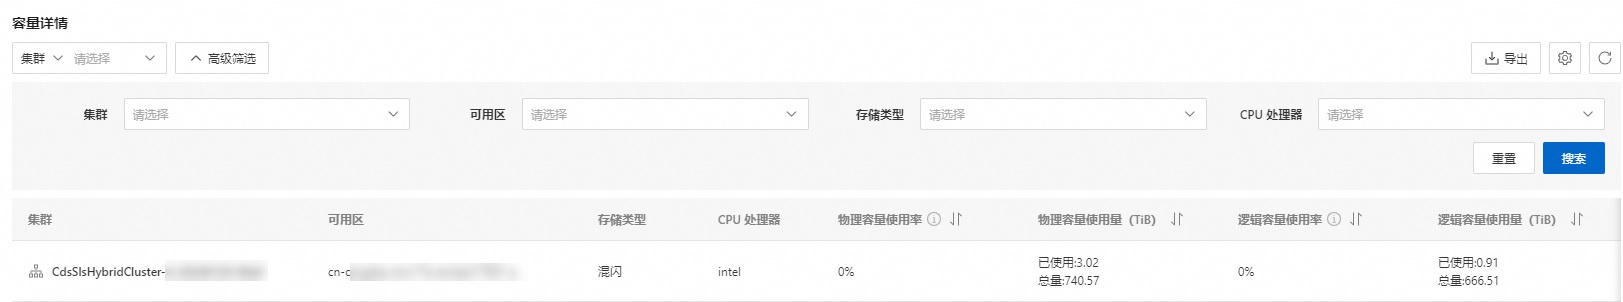 容量详情
集群 请选择 高级筛选 导出
集群 请选择 可用区 请选择 存储类型 请选择 CPU 处理器 请选择
重置 搜索
集群 可用区 存储类型 CPU 处理器 物理容量使用率 物理容量使用量（TiB） 逻辑容量使用率 逻辑容量使用量（TiB）
CdsSlsHybridCluster- cn- 混闪 intel 0% 已使用:3.02 0% 已使用:0.91
总量:740.57 总量:666.51